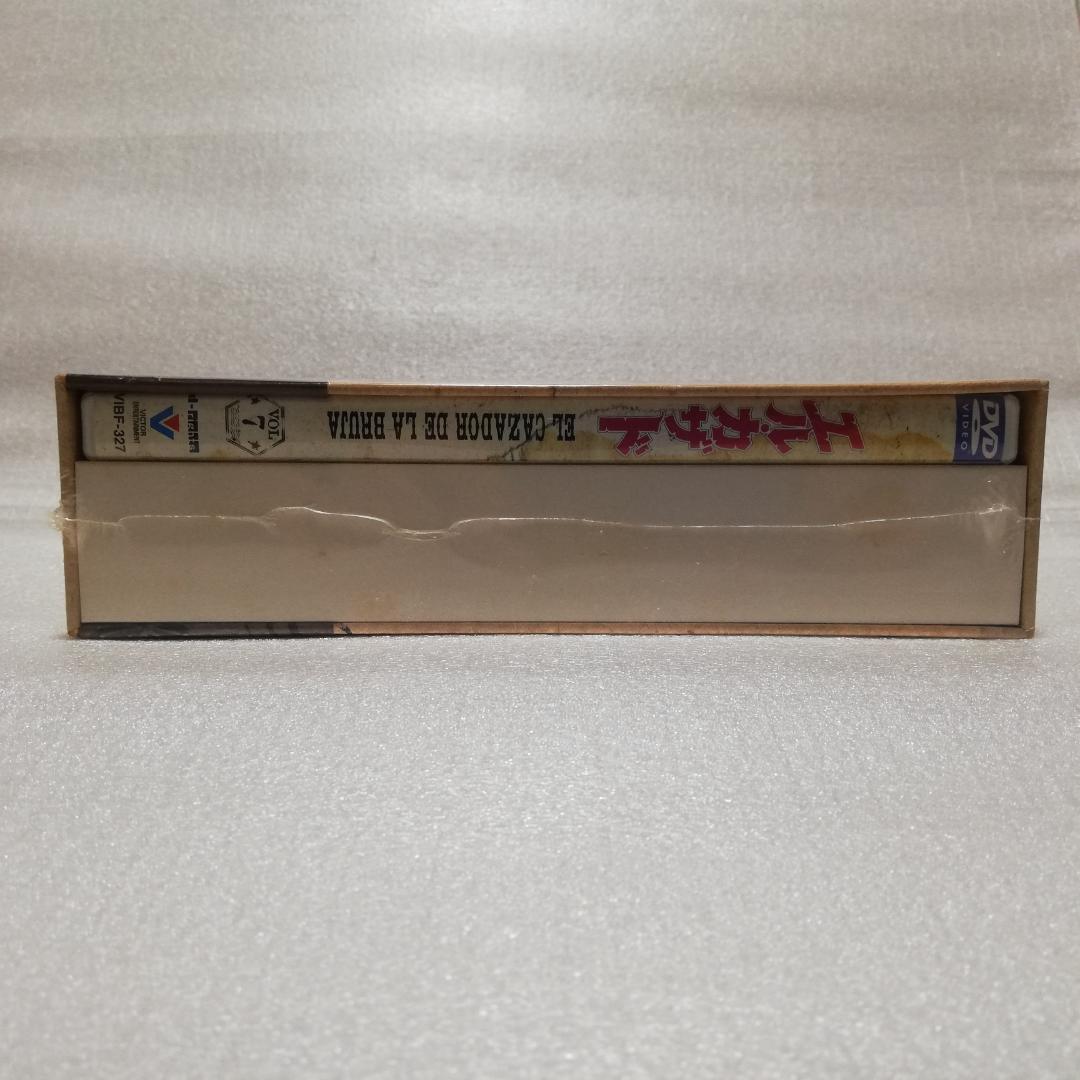 DVD
VIDEO
エル・カザド
EL CAZADOR DE LA BRUJA
VOL.
7
VICTOR
ENTERTAINMENT
VIBF-327